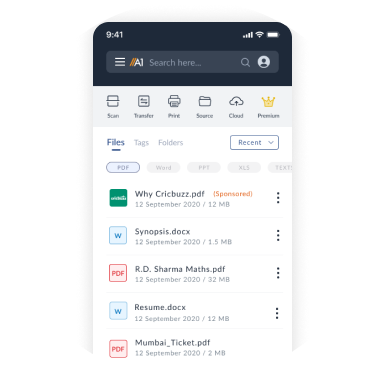 9:41
A1 Search here...
Scan Transfer Print Source Cloud Premium
Files Tags Folders Recent
PDF Word PPT XLS TEXT
Why Cricbuzz.pdf (Sponsored)
12 September 2020 / 12 MB
W Synopsis.docx
12 September 2020 / 1.5 MB
PDF R.D. Sharma Maths.pdf
12 September 2020 / 32 MB
W Resume.docx
12 September 2020 / 12 MB
PDF Mumbai_Ticket.pdf
12 September 2020 / 2 MB